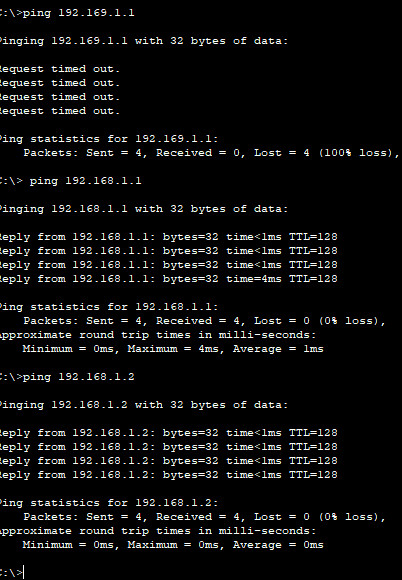 C:\>ping 192.169.1.1
Pinging 192.169.1.1 with 32 bytes of data:
Request timed out.
Request timed out.
Request timed out.
Request timed out.
Ping statistics for 192.169.1.1:
Packets: Sent = 4, Received = 0, Lost = 4 (100% loss),
C:\> ping 192.168.1.1
Pinging 192.168.1.1 with 32 bytes of data:
Reply from 192.168.1.1: bytes=32 time<1ms TTL=128
Reply from 192.168.1.1: bytes=32 time<1ms TTL=128
Reply from 192.168.1.1: bytes=32 time<1ms TTL=128
Reply from 192.168.1.1: bytes=32 time=4ms TTL=128
Ping statistics for 192.168.1.1:
Packets: Sent = 4, Received = 4, Lost = 0 (0% loss),
Approximate round trip times in milli-seconds:
Minimum = 0ms, Maximum = 4ms, Average = 1ms
C:\>ping 192.168.1.2
Pinging 192.168.1.2 with 32 bytes of data:
Reply from 192.168.1.2: bytes=32 time<1ms TTL=128
Reply from 192.168.1.2: bytes=32 time<1ms TTL=128
Reply from 192.168.1.2: bytes=32 time<1ms TTL=128
Reply from 192.168.1.2: bytes=32 time<1ms TTL=128
Ping statistics for 192.168.1.2:
Packets: Sent = 4, Received = 4, Lost = 0 (0% loss),
Approximate round trip times in milli-seconds:
Minimum = 0ms, Maximum = 0ms, Average = 0ms
C:\>